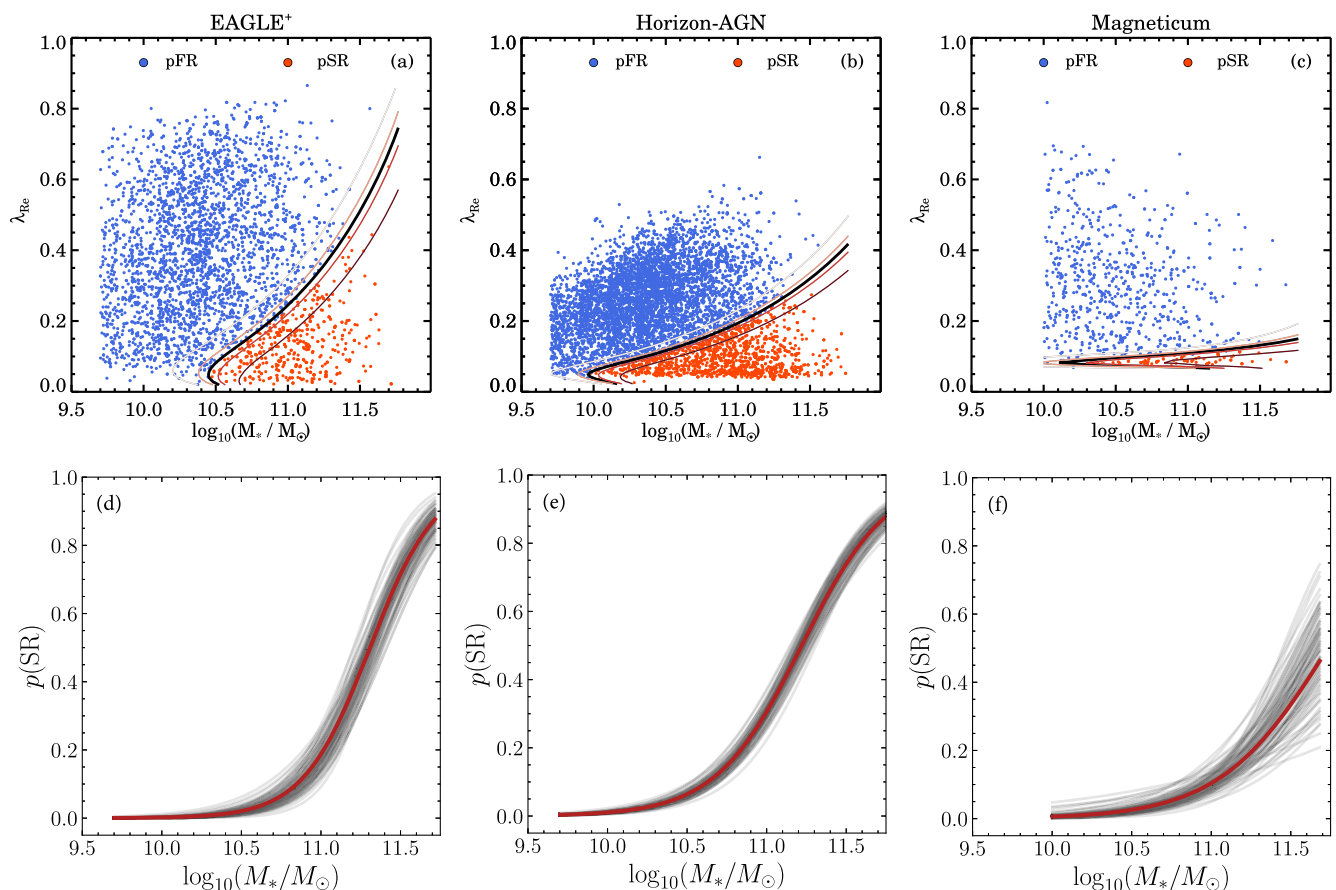 EAGLE⁺
pFR pSR (a)
1.0
0.8
0.6
0.4
0.2
0.0
λ_Re
9.5 10.0 10.5 11.0 11.5
log₁₀(M* / M☉)
Horizon-AGN
pFR pSR (b)
1.0
0.8
0.6
0.4
0.2
0.0
λ_Re
9.5 10.0 10.5 11.0 11.5
log₁₀(M* / M☉)
Magneticum
pFR pSR (c)
1.0
0.8
0.6
0.4
0.2
0.0
λ_Re
9.5 10.0 10.5 11.0 11.5
log₁₀(M* / M☉)
(d)
1.0
0.8
0.6
0.4
0.2
0.0
p(SR)
9.5 10.0 10.5 11.0 11.5
log₁₀(M*/M☉)
(e)
1.0
0.8
0.6
0.4
0.2
0.0
p(SR)
9.5 10.0 10.5 11.0 11.5
log₁₀(M*/M☉)
(f)
1.0
0.8
0.6
0.4
0.2
0.0
p(SR)
9.5 10.0 10.5 11.0 11.5
log₁₀(M*/M☉)